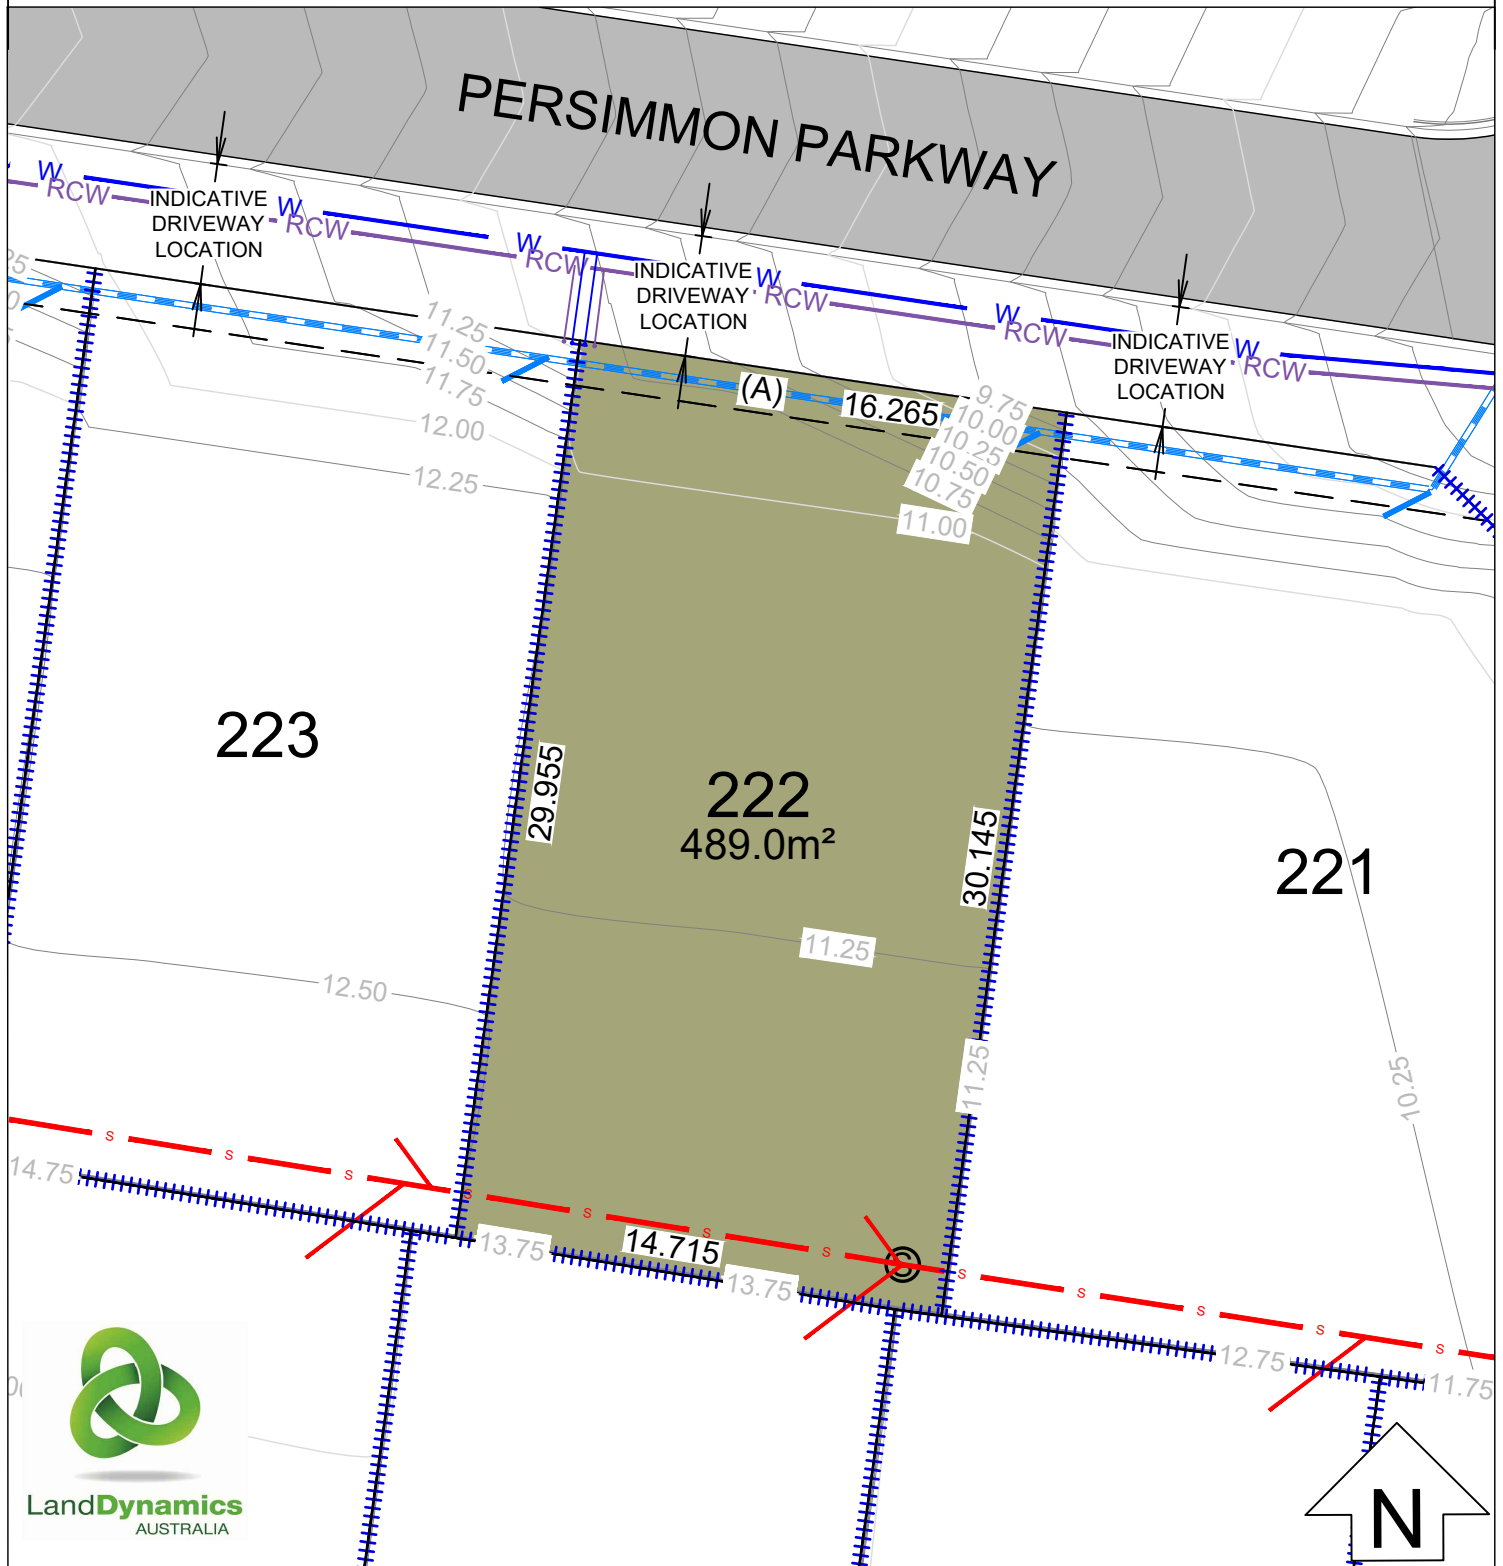 PERSIMMON PARKWAY
W
RCW
INDICATIVE
DRIVEWAY
LOCATION
W
RCW
W
RCW
INDICATIVE
DRIVEWAY
LOCATION
W
RCW
W
RCW
INDICATIVE
DRIVEWAY
LOCATION
W
RCW
11.25
11.50
11.75
12.00
12.25
(A)
16.265
9.75
10.00
10.25
10.50
10.75
11.00
223
29.955
222
489.0m²
30.145
221
11.25
12.50
11.25
10.25
S
S
S
S
S
S
S
S
S
S
S
S
14.75
13.75
14.715
13.75
S
12.75
11.75
LandDynamics
AUSTRALIA
N